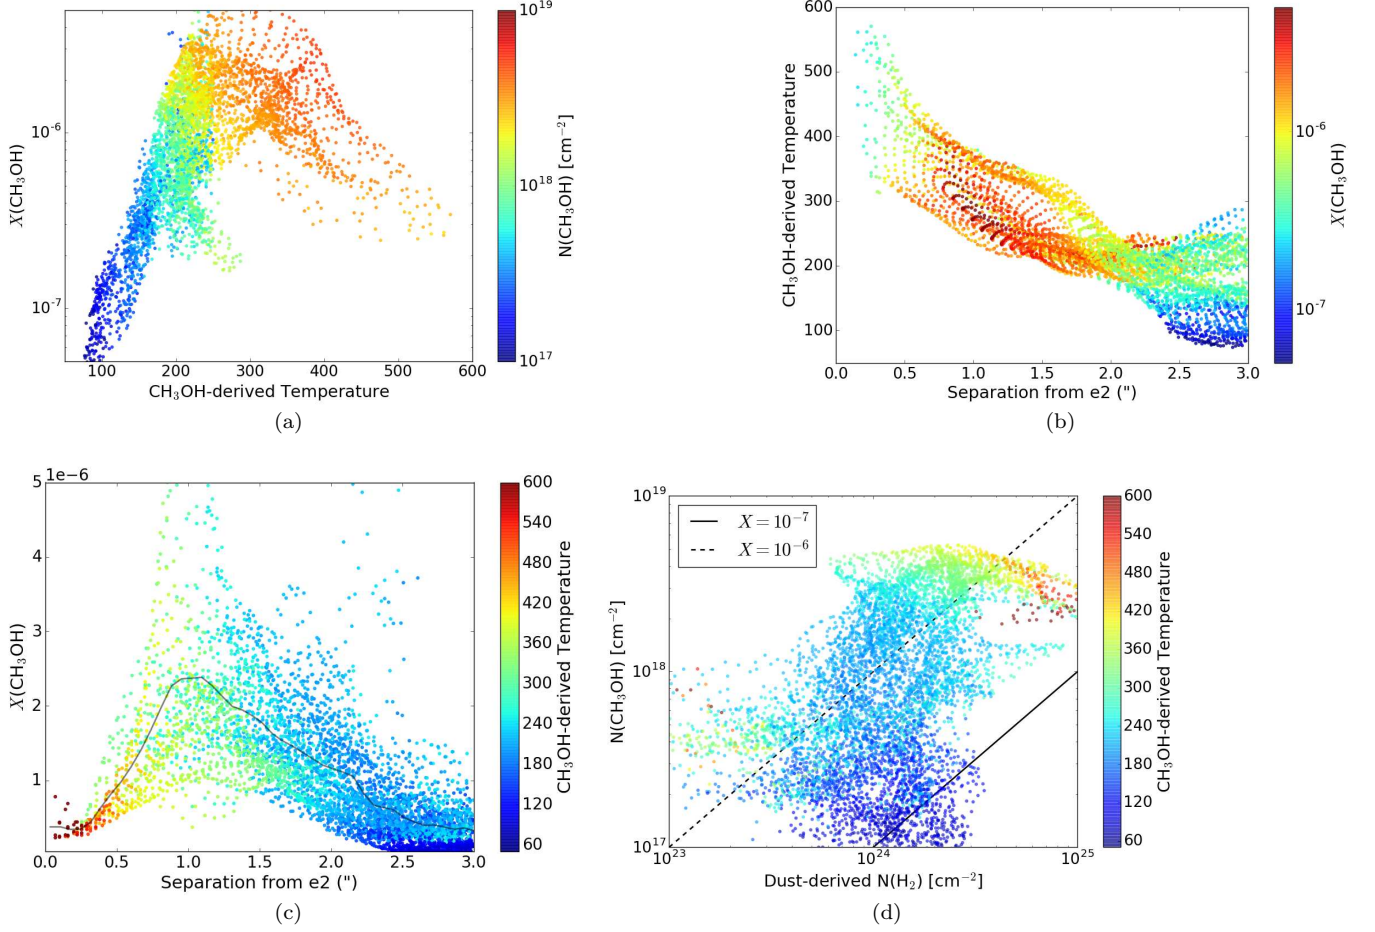 10^19
10^18
10^17
N(CH₃OH) [cm⁻²]
10^-6
10^-7
X(CH₃OH)
100 200 300 400 500 600
CH₃OH-derived Temperature
(a)
600
500
400
300
200
100
CH₃OH-derived Temperature
0.0 0.5 1.0 1.5 2.0 2.5 3.0
Separation from e2 (")
10^-6
10^-7
X(CH₃OH)
(b)
1e−6
5
4
3
2
1
X(CH₃OH)
0.0 0.5 1.0 1.5 2.0 2.5 3.0
Separation from e2 (")
600
540
480
420
360
300
240
180
120
60
CH₃OH-derived Temperature
(c)
10^19
10^18
10^17
N(CH₃OH) [cm⁻²]
X = 10^-7
X = 10^-6
10^23 10^24 10^25
Dust-derived N(H₂) [cm⁻²]
600
540
480
420
360
300
240
180
120
60
CH₃OH-derived Temperature
(d)